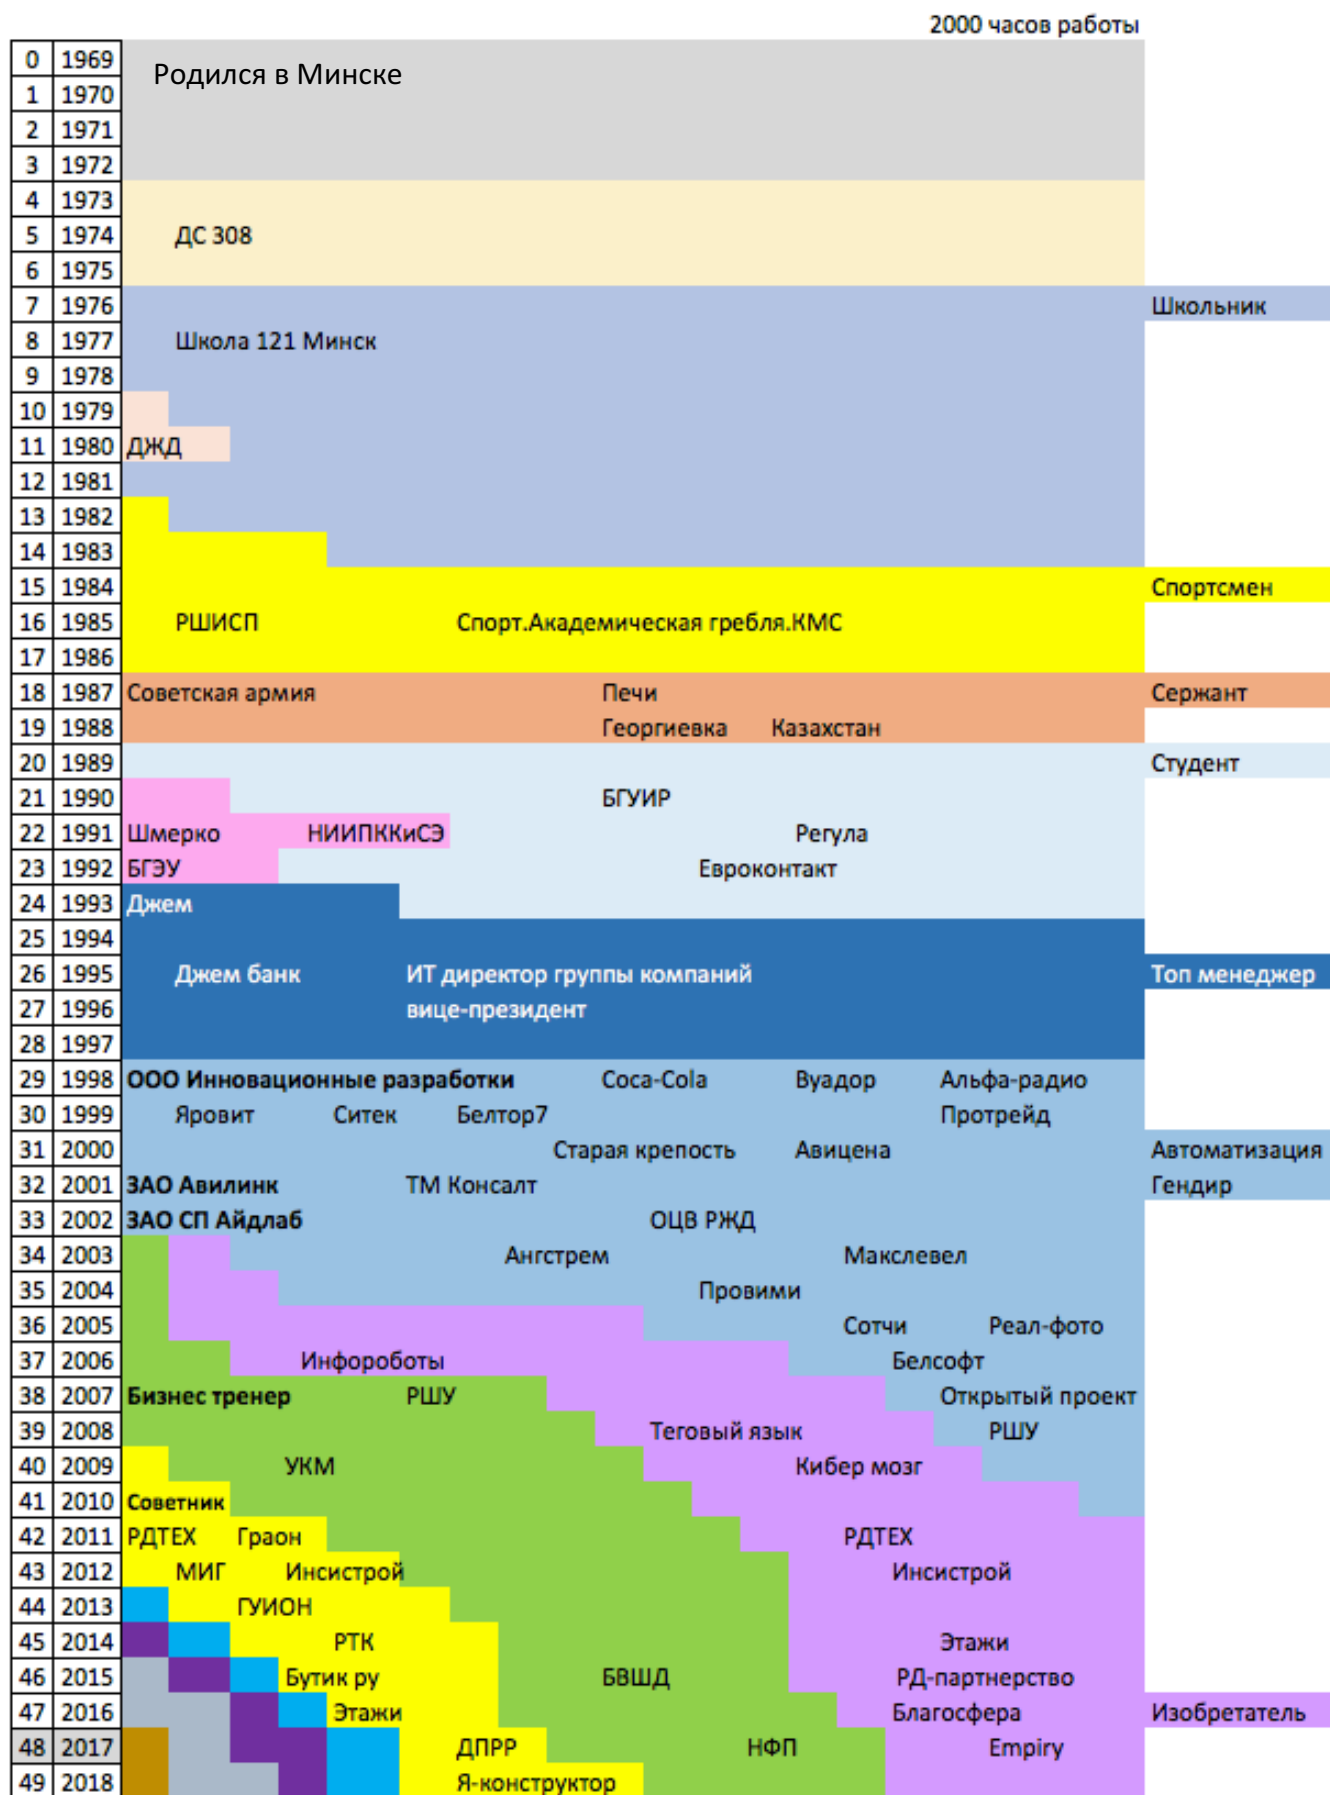 2000 часов работы
0 1969 Родился в Минске
1 1970
2 1971
3 1972
4 1973
5 1974 ДС 308
6 1975
7 1976 Школьник
8 1977 Школа 121 Минск
9 1978
10 1979
11 1980 ДЖД
12 1981
13 1982
14 1983
15 1984 Спортсмен
16 1985 РШИСП Спорт.Академическая гребля.КМС
17 1986
18 1987 Советская армия Печи Сержант
19 1988 Георгиевка Казахстан
20 1989 Студент
21 1990 БГУИР
22 1991 Шмерко НИИПККиСЭ Регула
23 1992 БГЭУ Евроконтакт
24 1993 Джем
25 1994
26 1995 Джем банк ИТ директор группы компаний Топ менеджер
27 1996 вице-президент
28 1997
29 1998 ООО Инновационные разработки Coca-Cola Вуадор Альфа-радио
30 1999 Яровит Ситек Белтор7 Протрейд
31 2000 Старая крепость Авицена Автоматизация
32 2001 ЗАО Авилинк ТМ Консалт Гендир
33 2002 ЗАО СП Айдлаб ОЦВ РЖД
34 2003 Ангстрем Макслевел
35 2004 Провими
36 2005 Сотчи Реал-фото
37 2006 Инфороботы Белсофт
38 2007 Бизнес тренер РШУ Открытый проект
39 2008 Теговый язык РШУ
40 2009 УКМ Кибер мозг
41 2010 Советник
42 2011 РДТЕХ Граон РДТЕХ
43 2012 МИГ Инсистрой Инсистрой
44 2013 ГУИОН
45 2014 РТК Этажи
46 2015 Бутик ру БВШД РД-партнерство
47 2016 Этажи Благосфера Изобретатель
48 2017 ДПРР НФП Empiry
49 2018 Я-конструктор